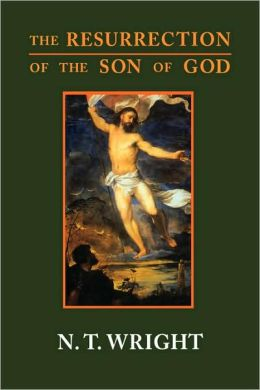 THE RESURRECTION
OF THE SON OF GOD
N. T. WRIGHT